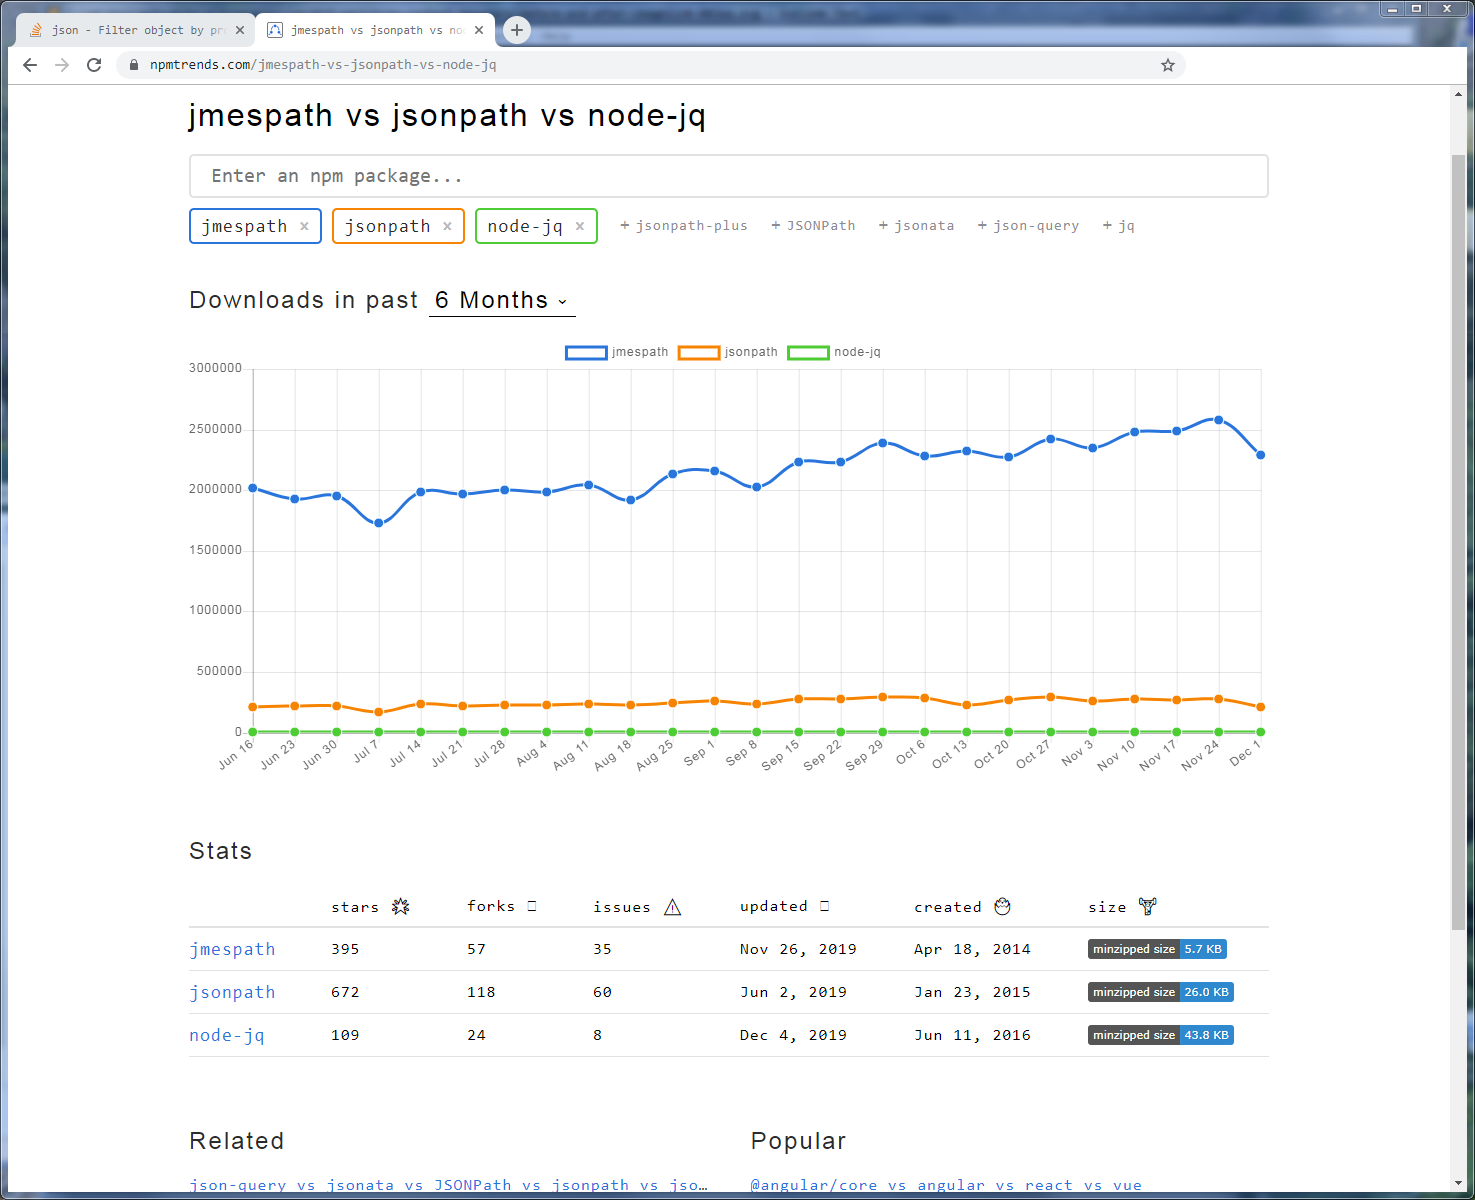 json - Filter object by pr
jmespath vs jsonpath vs no
npmtrends.com/jmespath-vs-jsonpath-vs-node-jq
jmespath vs jsonpath vs node-jq
Enter an npm package...
jmespath × jsonpath × node-jq × + jsonpath-plus + JSONPath + jsonata + json-query + jq
Downloads in past 6 Months
jmespath jsonpath node-jq
3000000
2500000
2000000
1500000
1000000
500000
0
Jun 16 Jun 23 Jun 30 Jul 7 Jul 14 Jul 21 Jul 28 Aug 4 Aug 11 Aug 18 Aug 25 Sep 1 Sep 8 Sep 15 Sep 22 Sep 29 Oct 6 Oct 13 Oct 20 Oct 27 Nov 3 Nov 10 Nov 17 Nov 24 Dec 1
Stats
stars forks issues updated created size
jmespath 395 57 35 Nov 26, 2019 Apr 18, 2014 minzipped size 5.7 KB
jsonpath 672 118 60 Jun 2, 2019 Jan 23, 2015 minzipped size 26.0 KB
node-jq 109 24 8 Dec 4, 2019 Jun 11, 2016 minzipped size 43.8 KB
Related Popular
json-query vs jsonata vs JSONPath vs jsonpath vs jso… @angular/core vs angular vs react vs vue